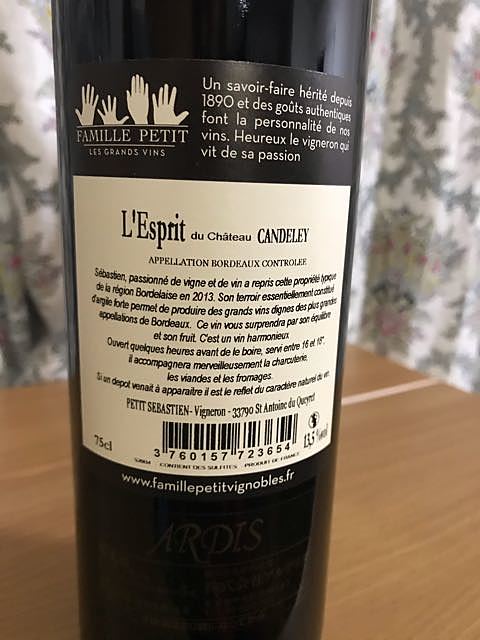 FAMILLE PETIT
LES GRANDS VINS
Un savoir-faire hérité depuis
1890 et des goûts authentiques
font la personnalité de nos
vins. Heureux le vigneron qui
vit de sa passion
L'Esprit du Château CANDELEY
APPELLATION BORDEAUX CONTROLEE
Sébastien, passionné de vigne et de vin a repris cette propriété typique
de la région Bordelaise en 2013. Son terroir essentiellement constitué
d'argile forte permet de produire des grands vins dignes des plus grandes
appellations de Bordeaux. Ce vin vous surprendra par son équilibre
et son fruit. C'est un vin harmonieux
Ouvert quelques heures avant de le boire, servi entre 16 et 18°.
il accompagnera merveilleusement la charcuterie,
les viandes et les fromages.
Si un depot venait à apparaître il est le reflet du caractère naturel du vin.
PETIT SEBASTIEN - Vigneron - 33790 St Antoine du Queyret
75cl
13,5 %vol
3 760157 723654
CONTIENT DES SULFITES PRODUIT DE FRANCE
www.famillepetitvignobles.fr
ARDIS